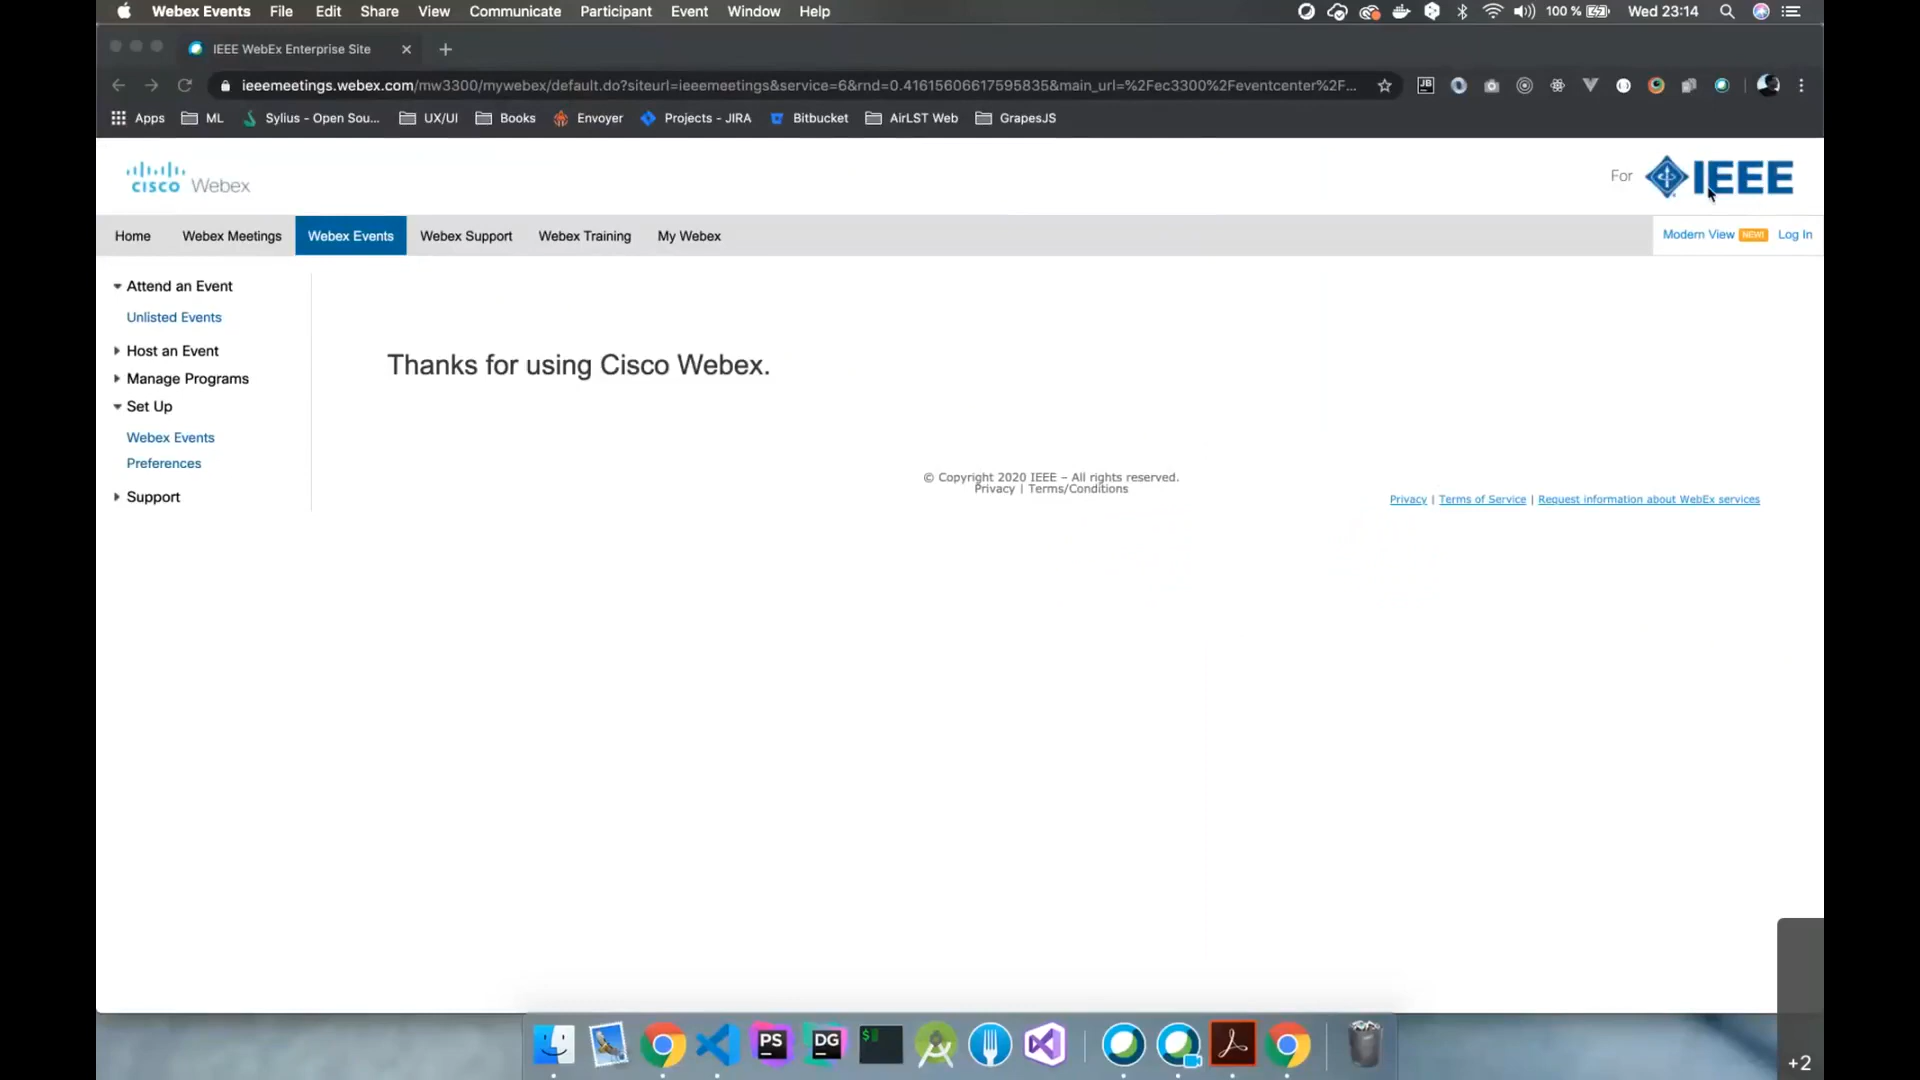 Webex Events File Edit Share View Communicate Participant Event Window Help 100 % Wed 23:14
IEEE WebEx Enterprise Site
ieeemeetings.webex.com/mw3300/mywebex/default.do?siteurl=ieeemeetings&service=6&rnd=0.41615606617595835&main_url=%2Fec3300%2Feventcenter%2F...
JB
Apps ML Sylius - Open Sou... UX/UI Books Envoyer Projects - JIRA Bitbucket AirLST Web GrapesJS
CISCO Webex
For IEEE
Home Webex Meetings Webex Events Webex Support Webex Training My Webex
Modern View NEW! Log In
Attend an Event
Unlisted Events
Host an Event
Manage Programs
Set Up
Webex Events
Preferences
Support
Thanks for using Cisco Webex.
© Copyright 2020 IEEE – All rights reserved.
Privacy | Terms/Conditions
Privacy | Terms of Service | Request information about WebEx services
PS DG $
+2